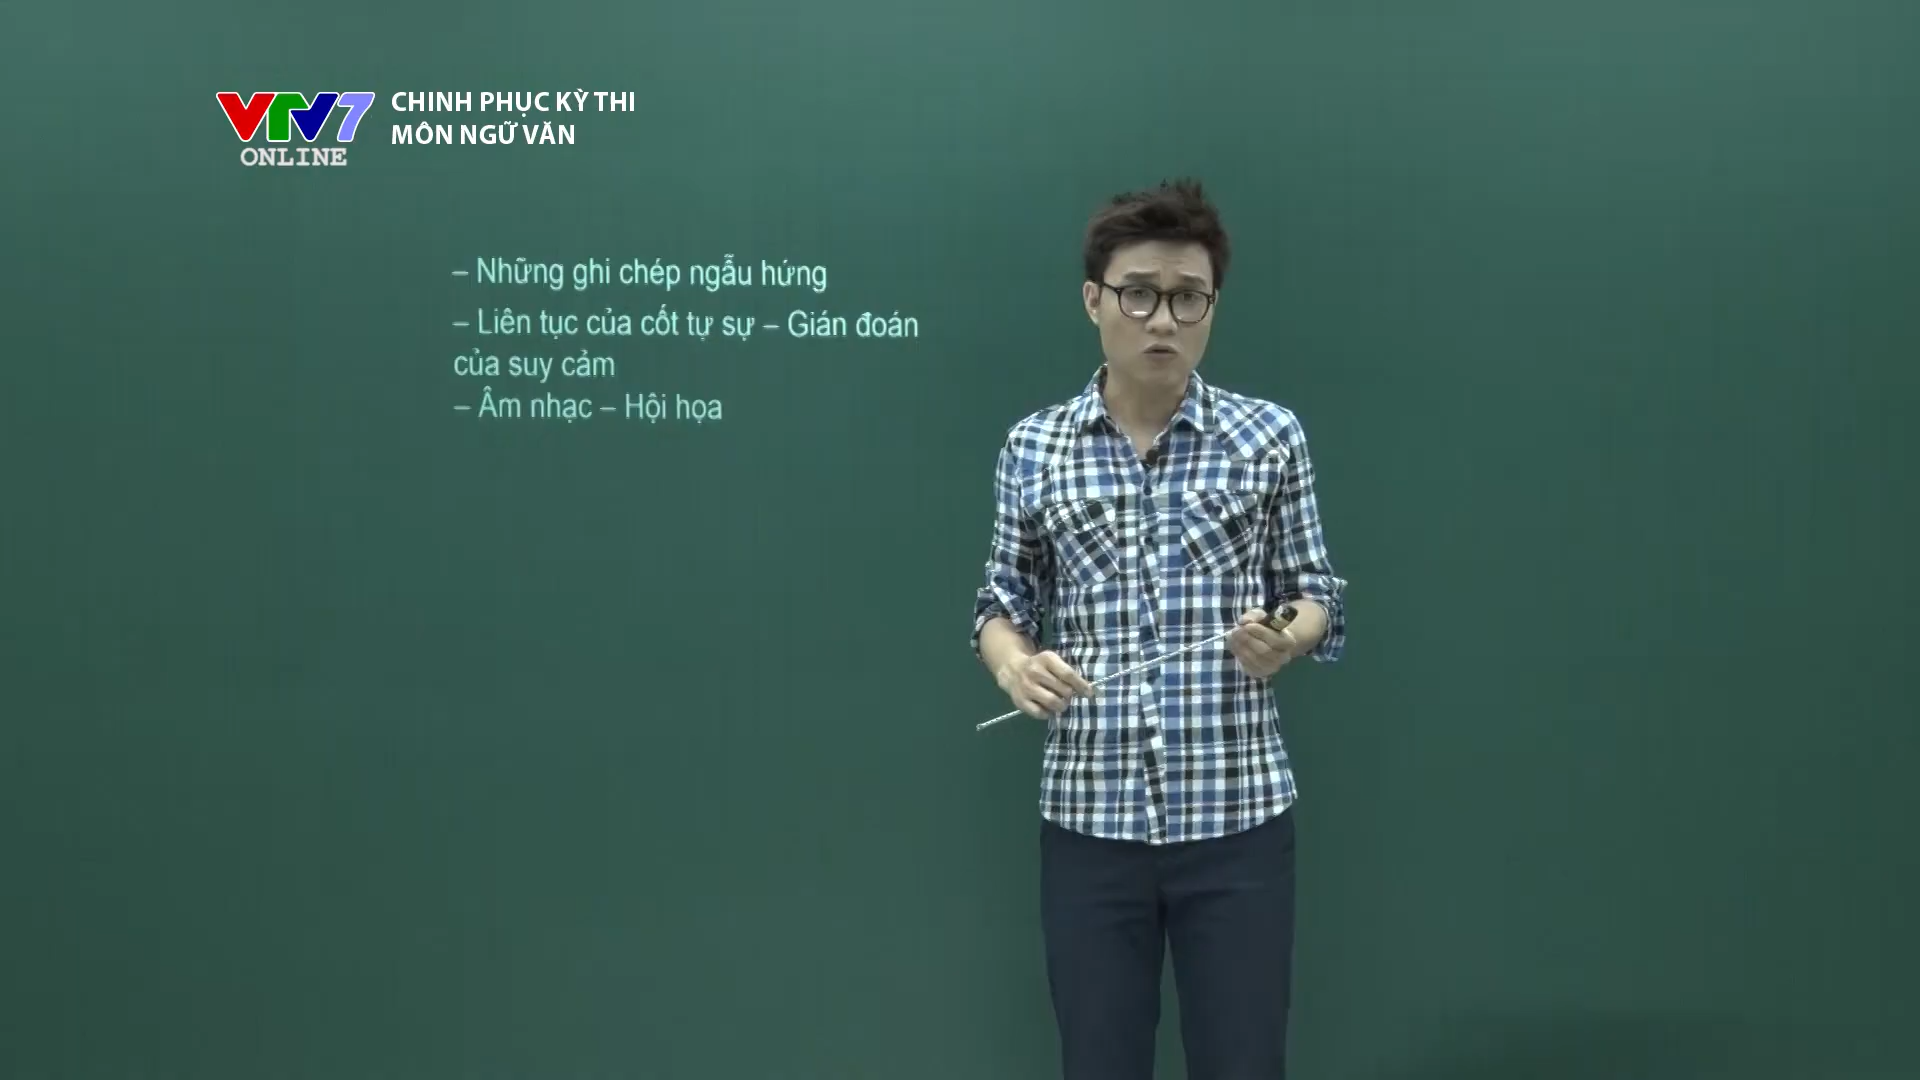 VTV7
ONLINE
CHINH PHỤC KỲ THI
MÔN NGỮ VĂN
– Những ghi chép ngẫu hứng
– Liên tục của cốt tự sự – Gián đoán
của suy cảm
– Âm nhạc – Hội họa